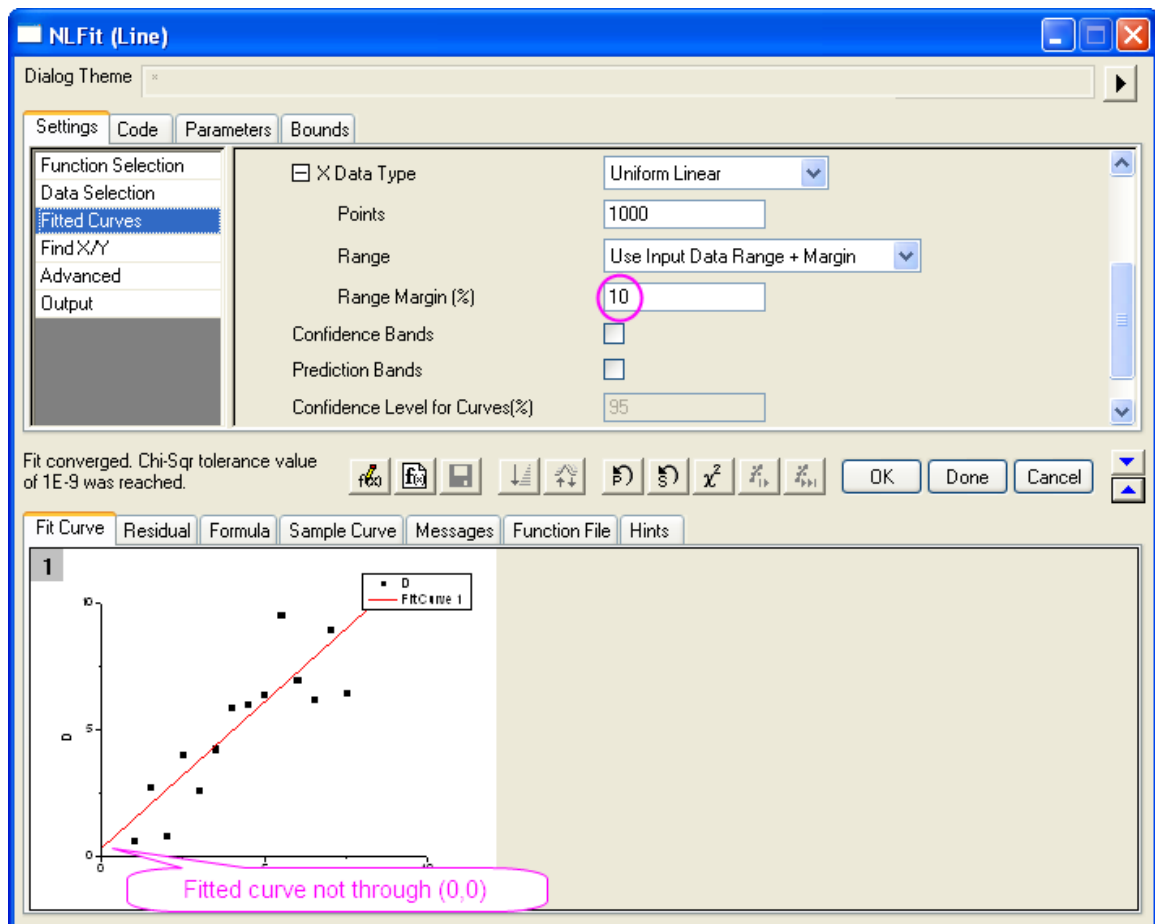 NLFit (Line)
Dialog Theme *
Settings Code Parameters Bounds
Function Selection
Data Selection
Fitted Curves
Find X/Y
Advanced
Output
X Data Type Uniform Linear
Points 1000
Range Use Input Data Range + Margin
Range Margin (%) 10
Confidence Bands
Prediction Bands
Confidence Level for Curves(%) 95
Fit converged. Chi-Sqr tolerance value
of 1E-9 was reached.
OK Done Cancel
Fit Curve Residual Formula Sample Curve Messages Function File Hints
1
D
FitCurve 1
10
5
D
0
0
Fitted curve not through (0,0)